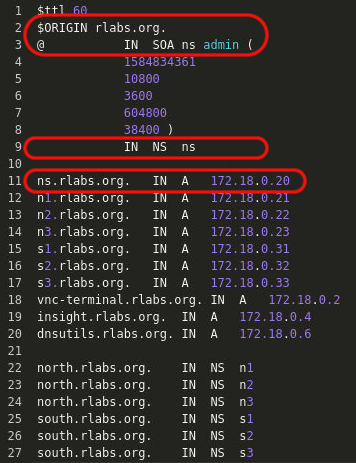 1 $ttl 60
2 $ORIGIN rlabs.org.
3 @ IN SOA ns admin (
4 1584834361
5 10800
6 3600
7 604800
8 38400 )
9 IN NS ns
10
11 ns.rlabs.org. IN A 172.18.0.20
12 n1.rlabs.org. IN A 172.18.0.21
13 n2.rlabs.org. IN A 172.18.0.22
14 n3.rlabs.org. IN A 172.18.0.23
15 s1.rlabs.org. IN A 172.18.0.31
16 s2.rlabs.org. IN A 172.18.0.32
17 s3.rlabs.org. IN A 172.18.0.33
18 vnc-terminal.rlabs.org. IN A 172.18.0.2
19 insight.rlabs.org. IN A 172.18.0.4
20 dnsutils.rlabs.org. IN A 172.18.0.6
21
22 north.rlabs.org. IN NS n1
23 north.rlabs.org. IN NS n2
24 north.rlabs.org. IN NS n3
25 south.rlabs.org. IN NS s1
26 south.rlabs.org. IN NS s2
27 south.rlabs.org. IN NS s3